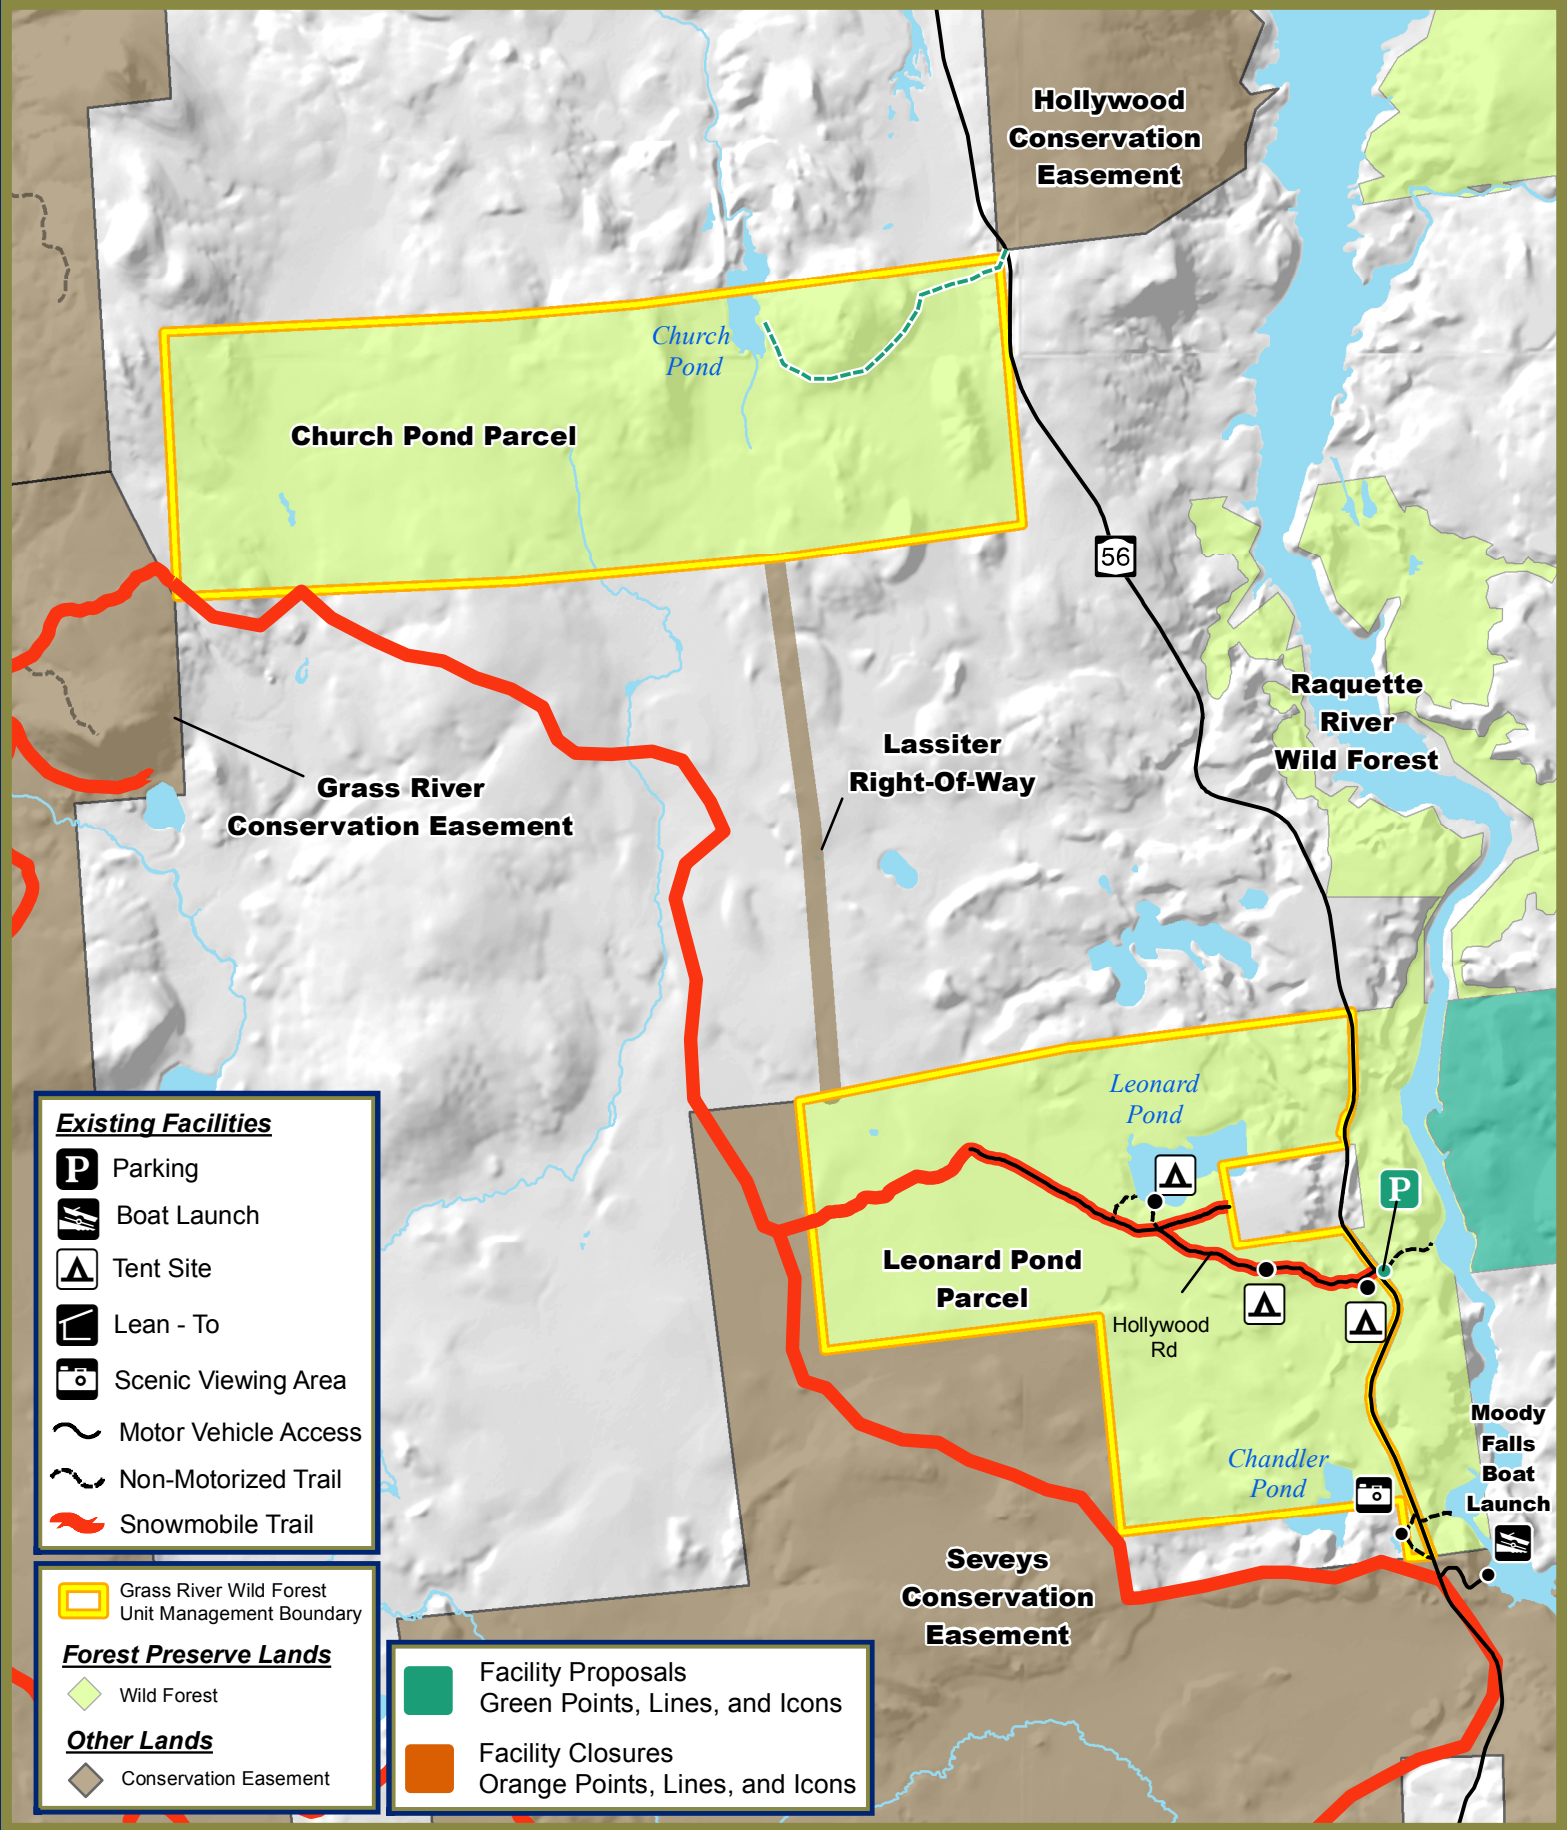 Hollywood
Conservation
Easement
Church
Pond
Church Pond Parcel
56
Raquette
River
Wild Forest
Lassiter
Right-Of-Way
Grass River
Conservation Easement
Leonard
Pond
P
Leonard Pond
Parcel
Hollywood
Rd
Moody
Falls
Boat
Launch
Chandler
Pond
Seveys
Conservation
Easement
Existing Facilities
P Parking
Boat Launch
Tent Site
Lean - To
Scenic Viewing Area
Motor Vehicle Access
Non-Motorized Trail
Snowmobile Trail
Grass River Wild Forest
Unit Management Boundary
Forest Preserve Lands
Wild Forest
Other Lands
Conservation Easement
Facility Proposals
Green Points, Lines, and Icons
Facility Closures
Orange Points, Lines, and Icons